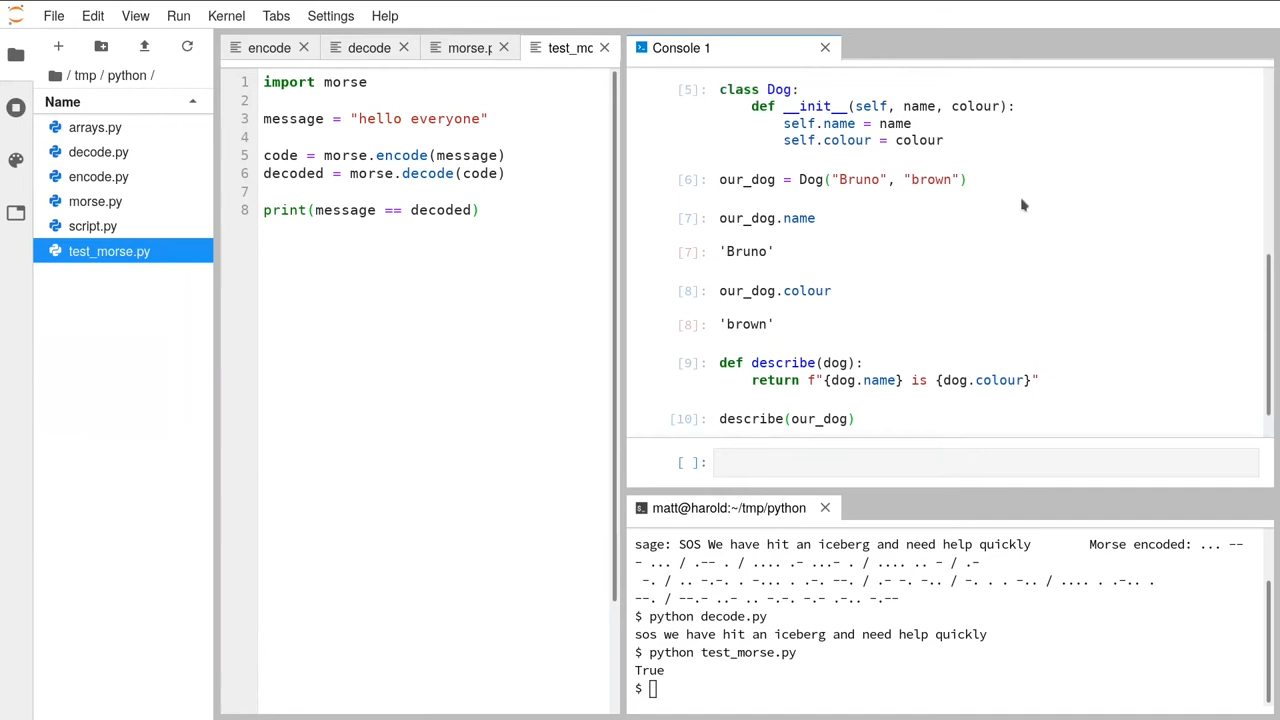 File Edit View Run Kernel Tabs Settings Help
/ tmp / python /
Name
arrays.py
decode.py
encode.py
morse.py
script.py
test_morse.py
encode decode morse.p test_mo
1 import morse
2
3 message = "hello everyone"
4
5 code = morse.encode(message)
6 decoded = morse.decode(code)
7
8 print(message == decoded)
Console 1
[5]: class Dog:
def __init__(self, name, colour):
self.name = name
self.colour = colour
[6]: our_dog = Dog("Bruno", "brown")
[7]: our_dog.name
[7]: 'Bruno'
[8]: our_dog.colour
[8]: 'brown'
[9]: def describe(dog):
return f"{dog.name} is {dog.colour}"
[10]: describe(our_dog)
[ ]:
matt@harold:~/tmp/python
sage: SOS We have hit an iceberg and need help quickly Morse encoded: ... --
- ... / .-- . / .... .- ...- . / .... .. - / .-
-. / .. -.-. . -... . .-. --. / .- -. -.. / -. . . -.. / .... . .-.. .
--. / --.- ..- .. -.-. -.- .-.. -.--
$ python decode.py
sos we have hit an iceberg and need help quickly
$ python test_morse.py
True
$